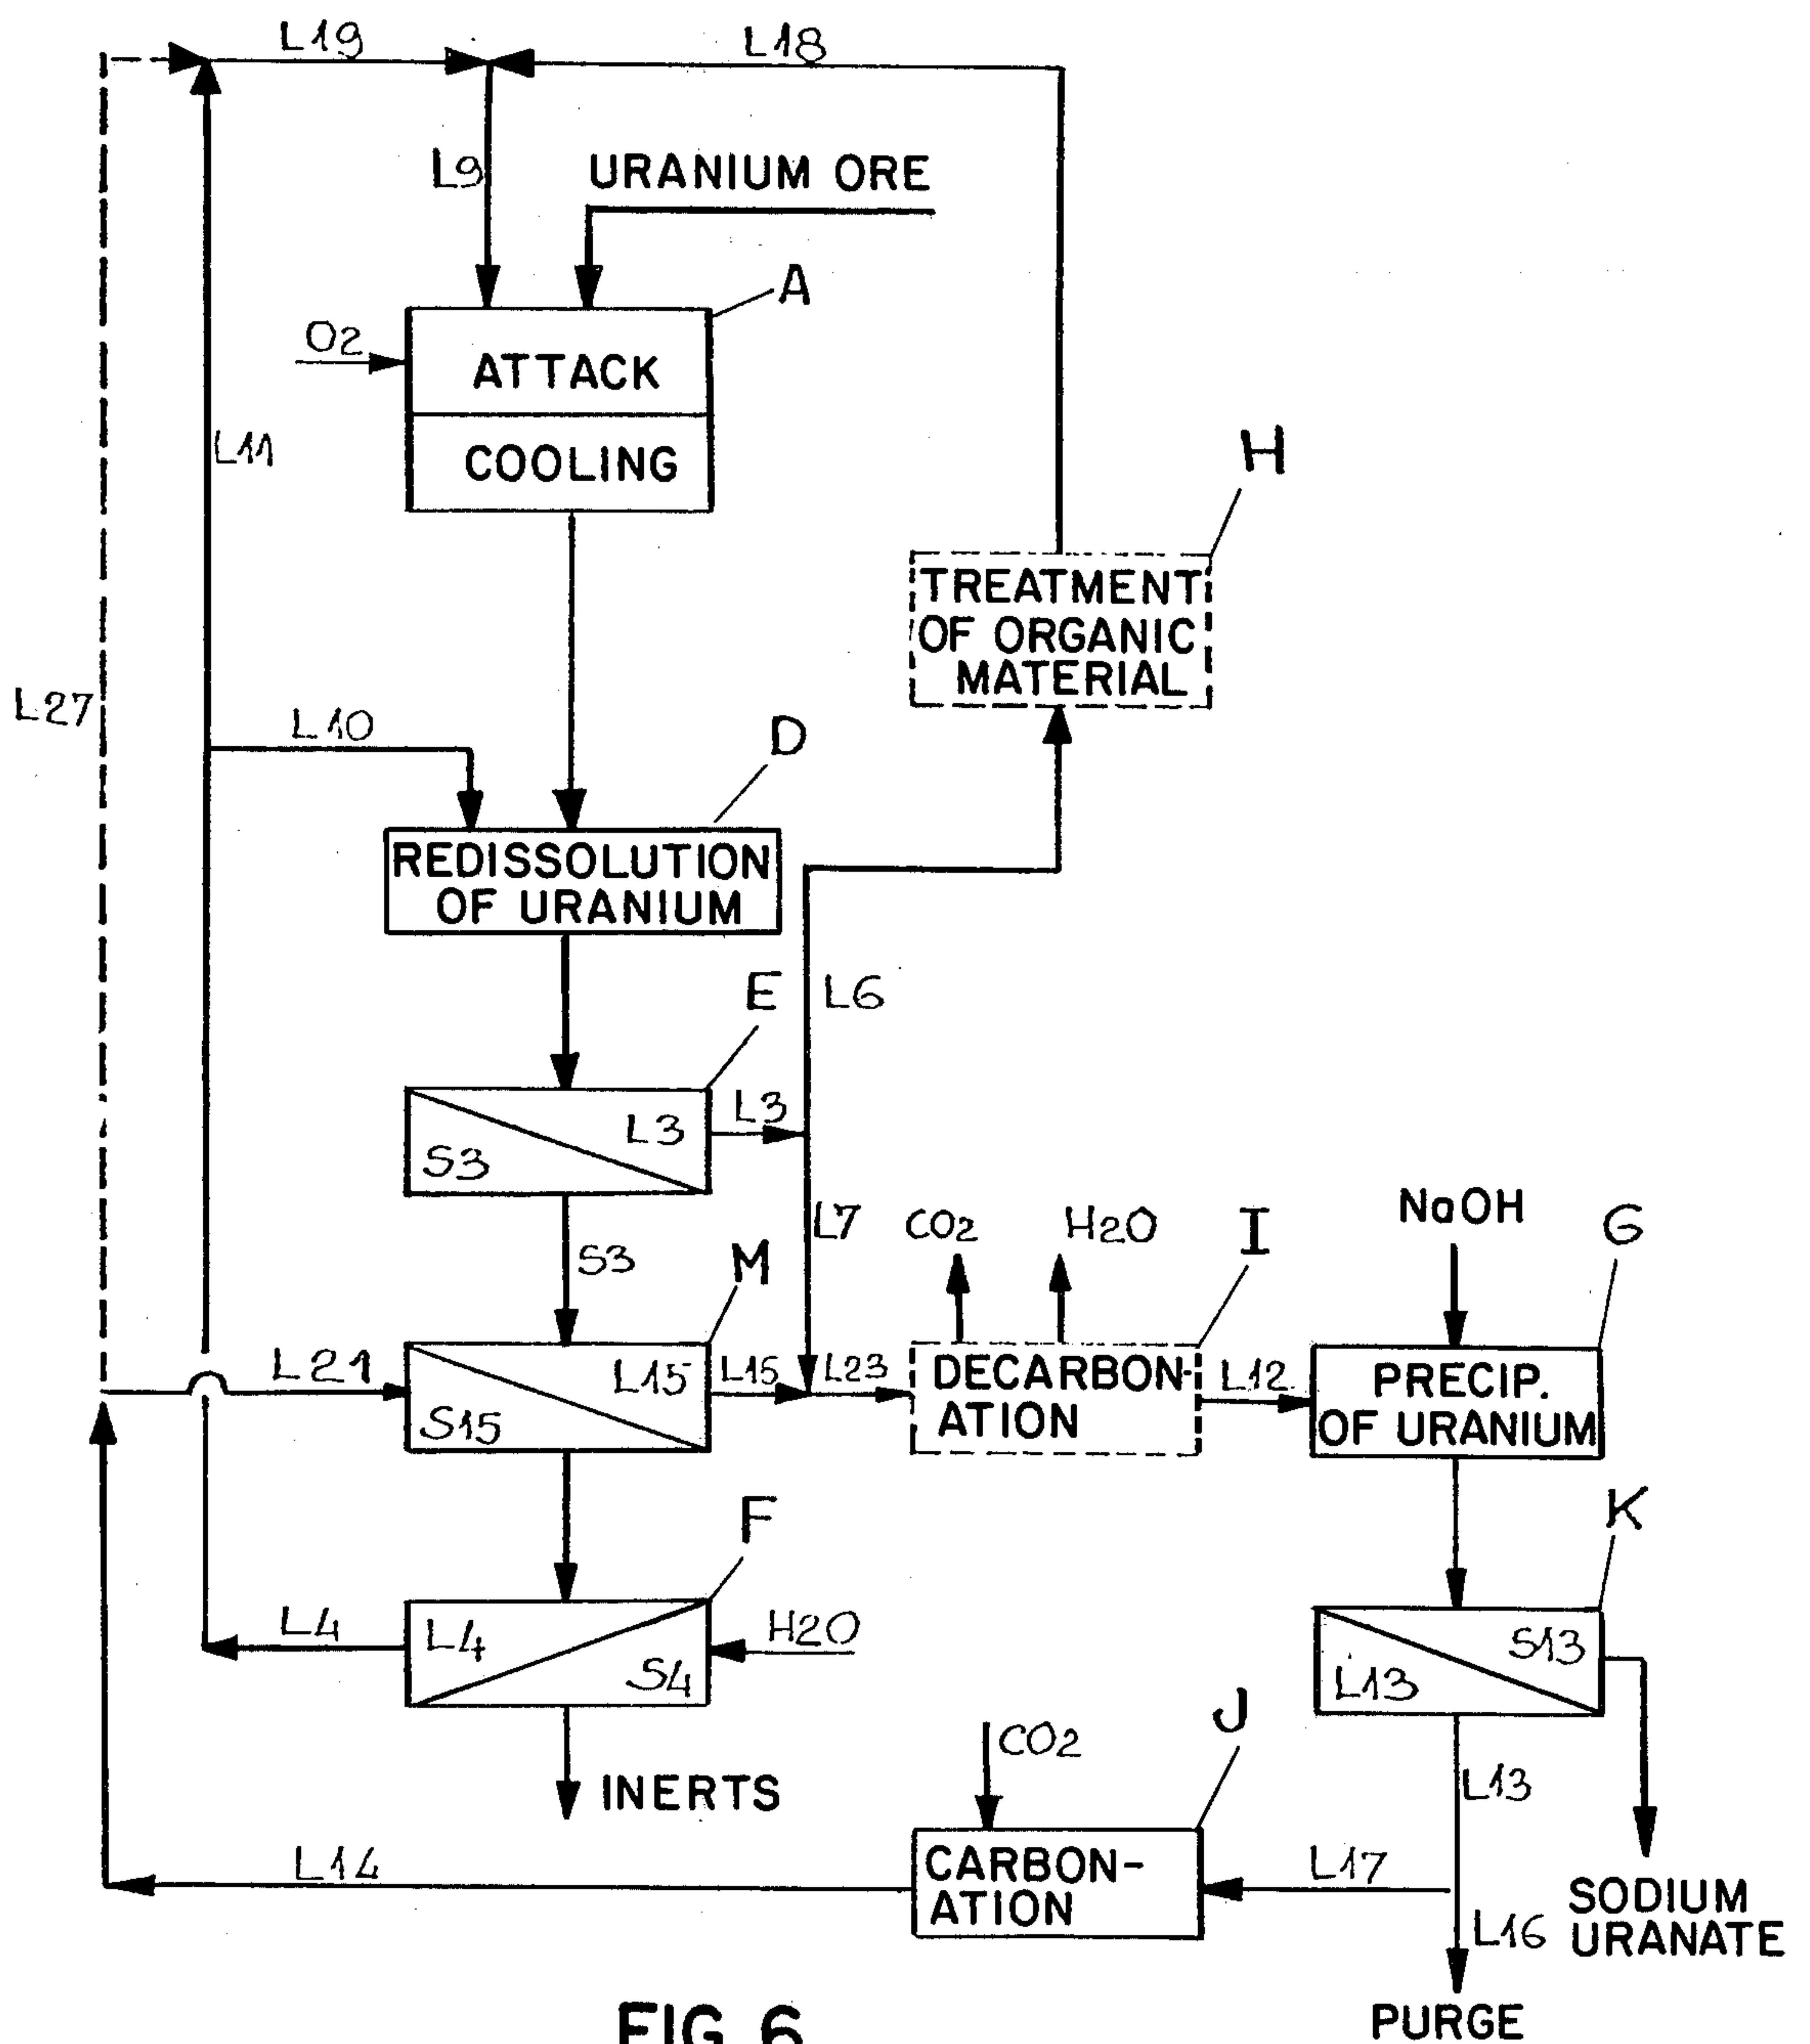 L19
L18
L9
URANIUM ORE
A
O2
ATTACK
COOLING
L11
H
TREATMENT
OF ORGANIC
MATERIAL
L27
L10
D
REDISSOLUTION
OF URANIUM
E
L6
L3
L3
S3
S3
M
L7
CO2
H2O
I
NaOH
G
L21
L15
S15
L15
L23
DECARBON-
ATION
L12
PRECIP.
OF URANIUM
F
K
L4
L4
S4
H2O
S13
L13
INERTS
CO2
J
L13
L14
CARBON-
ATION
L17
L16
SODIUM
URANATE
PURGE
FIG. 6